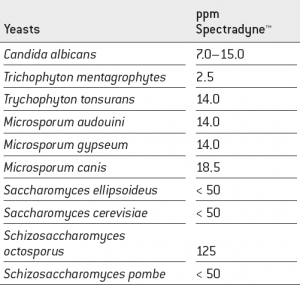 Yeasts ppm Spectradyne™
Candida albicans 7.0–15.0
Trichophyton mentagrophytes 2.5
Trychophyton tonsurans 14.0
Microsporum audouini 14.0
Microsporum gypseum 14.0
Microsporum canis 18.5
Saccharomyces ellipsoideus < 50
Saccharomyces cerevisiae < 50
Schizosaccharomyces
octosporus 125
Schizosaccharomyces pombe < 50